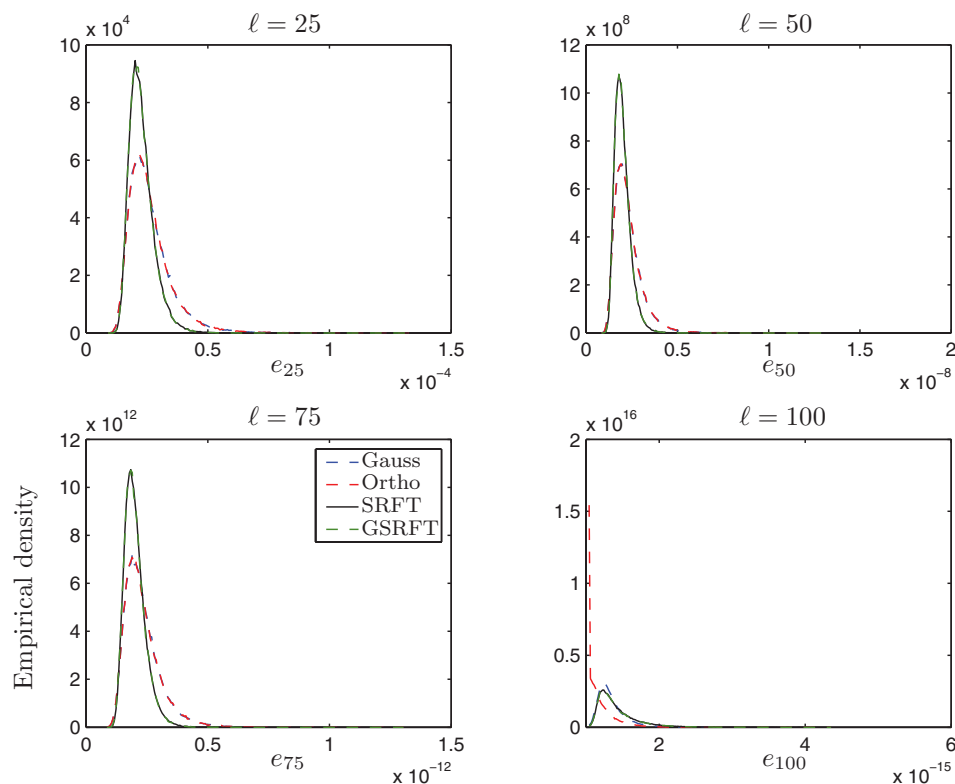 x 10^4
ℓ = 25
10
8
6
4
2
0
0
0.5
1
1.5
e_25
x 10^-4
x 10^8
ℓ = 50
12
10
8
6
4
2
0
0
0.5
1
1.5
2
e_50
x 10^-8
x 10^12
ℓ = 75
12
10
8
6
4
2
0
Gauss
Ortho
SRFT
GSRFT
Empirical density
0
0.5
1
1.5
e_75
x 10^-12
x 10^16
ℓ = 100
2
1.5
1
0.5
0
2
4
6
e_100
x 10^-15